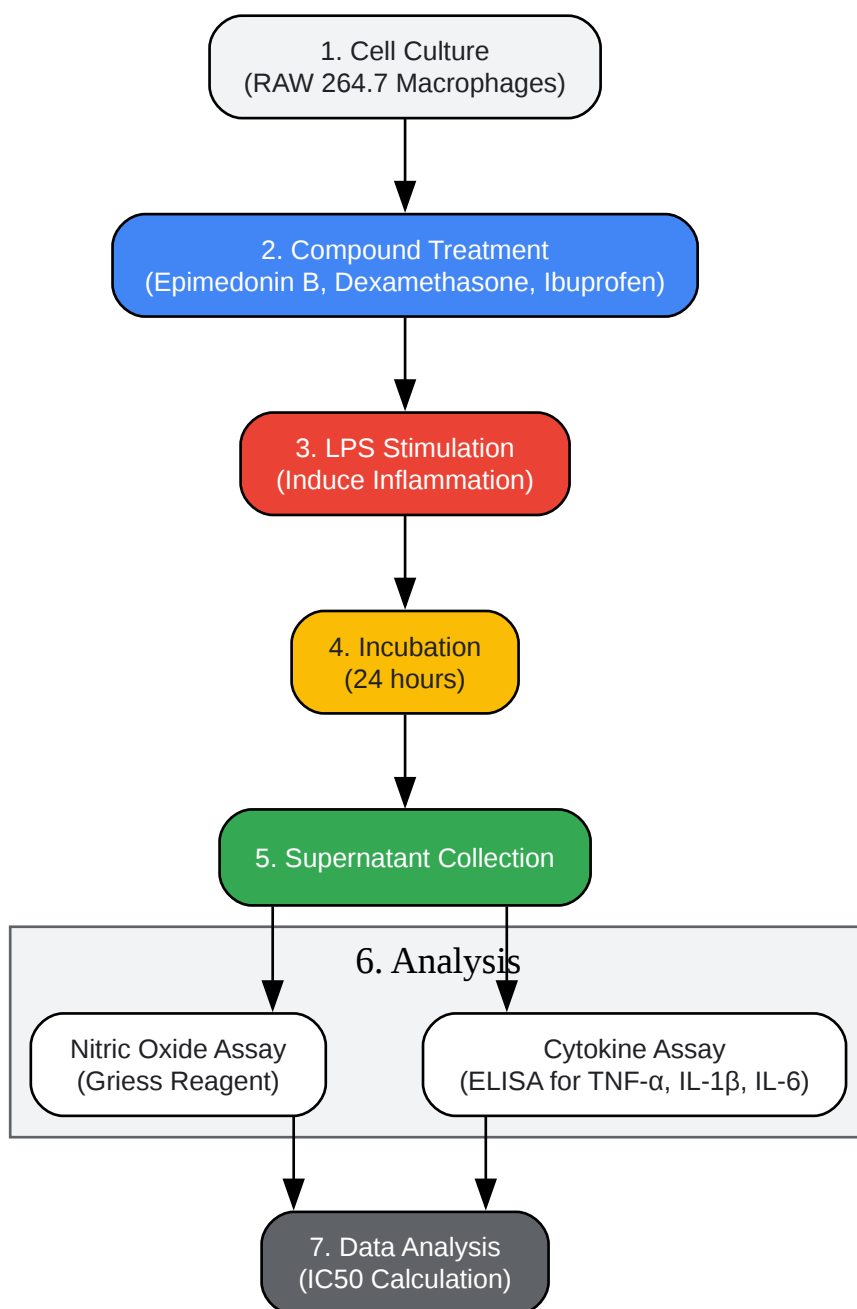 1. Cell Culture
(RAW 264.7 Macrophages)
2. Compound Treatment
(Epimedonin B, Dexamethasone, Ibuprofen)
3. LPS Stimulation
(Induce Inflammation)
4. Incubation
(24 hours)
5. Supernatant Collection
6. Analysis
Nitric Oxide Assay
(Griess Reagent)
Cytokine Assay
(ELISA for TNF-α, IL-1β, IL-6)
7. Data Analysis
(IC50 Calculation)